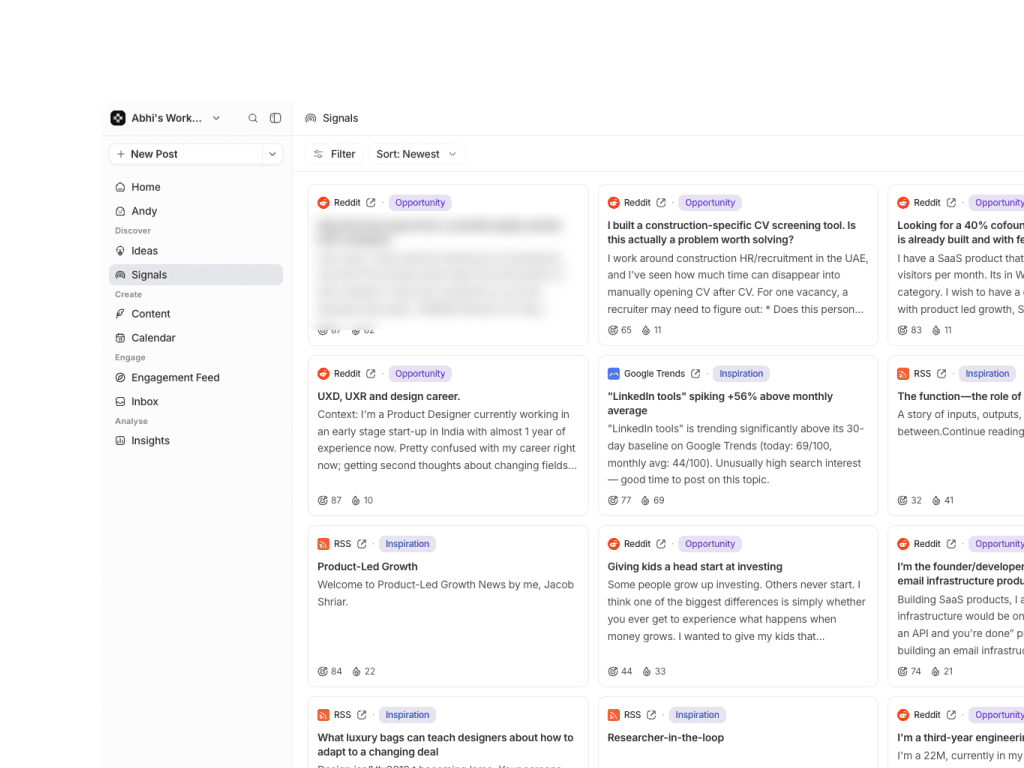 Abhi's Work...
Signals
New Post
Filter
Sort: Newest
Home
Andy
Discover
Ideas
Signals
Create
Content
Calendar
Engage
Engagement Feed
Inbox
Analyse
Insights
Reddit · Opportunity
87 62
Reddit · Opportunity
I built a construction-specific CV screening tool. Is
this actually a problem worth solving?
I work around construction HR/recruitment in the UAE,
and I've seen how much time can disappear into
manually opening CV after CV. For one vacancy, a
recruiter may need to figure out: * Does this person...
65 11
Reddit · Opportunity
Looking for a 40% cofoun
is already built and with fe
I have a SaaS product that
visitors per month. Its in W
category. I wish to have a c
with product led growth, S
83 11
Reddit · Opportunity
UXD, UXR and design career.
Context: I'm a Product Designer currently working in
an early stage start-up in India with almost 1 year of
experience now. Pretty confused with my career right
now; getting second thoughts about changing fields...
87 10
Google Trends · Inspiration
"LinkedIn tools" spiking +56% above monthly
average
"LinkedIn tools" is trending significantly above its 30-
day baseline on Google Trends (today: 69/100,
monthly avg: 44/100). Unusually high search interest
— good time to post on this topic.
77 69
RSS · Inspiration
The function—the role of
A story of inputs, outputs,
between.Continue reading
32 41
RSS · Inspiration
Product-Led Growth
Welcome to Product-Led Growth News by me, Jacob
Shriar.
84 22
Reddit · Opportunity
Giving kids a head start at investing
Some people grow up investing. Others never start. I
think one of the biggest differences is simply whether
you ever get to experience what happens when
money grows. I wanted to give my kids that...
44 33
Reddit · Opportunity
I'm the founder/developer
email infrastructure produ
Building SaaS products, I a
infrastructure would be on
an API and you're done" p
building an email infrastruc
74 21
RSS · Inspiration
What luxury bags can teach designers about how to
adapt to a changing deal
RSS · Inspiration
Researcher-in-the-loop
Reddit · Opportunity
I'm a third-year engineerin
I'm a 22M, currently in my